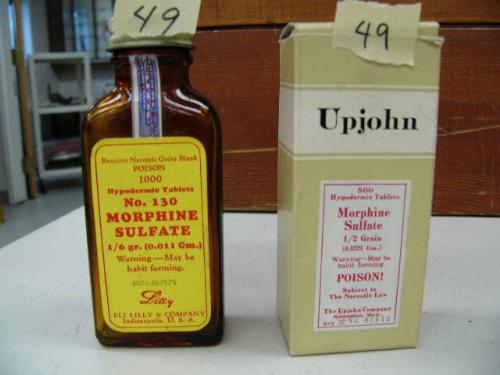 49
Requires Narcotic Order Blank
POISON
1000
Hypodermic Tablets
No. 130
MORPHINE
SULFATE
1/6 gr. (0.011 Gm.)
Warning—May be
habit forming.
Lilly
ELI LILLY & COMPANY
Indianapolis, U. S. A.
49
Upjohn
500
Hypodermic Tablets
Morphine
Sulfate
1/2 Grain
Warning—May be
habit forming
POISON!
Subject to
The Narcotic Law
The Upjohn Company
Kalamazoo, Mich.